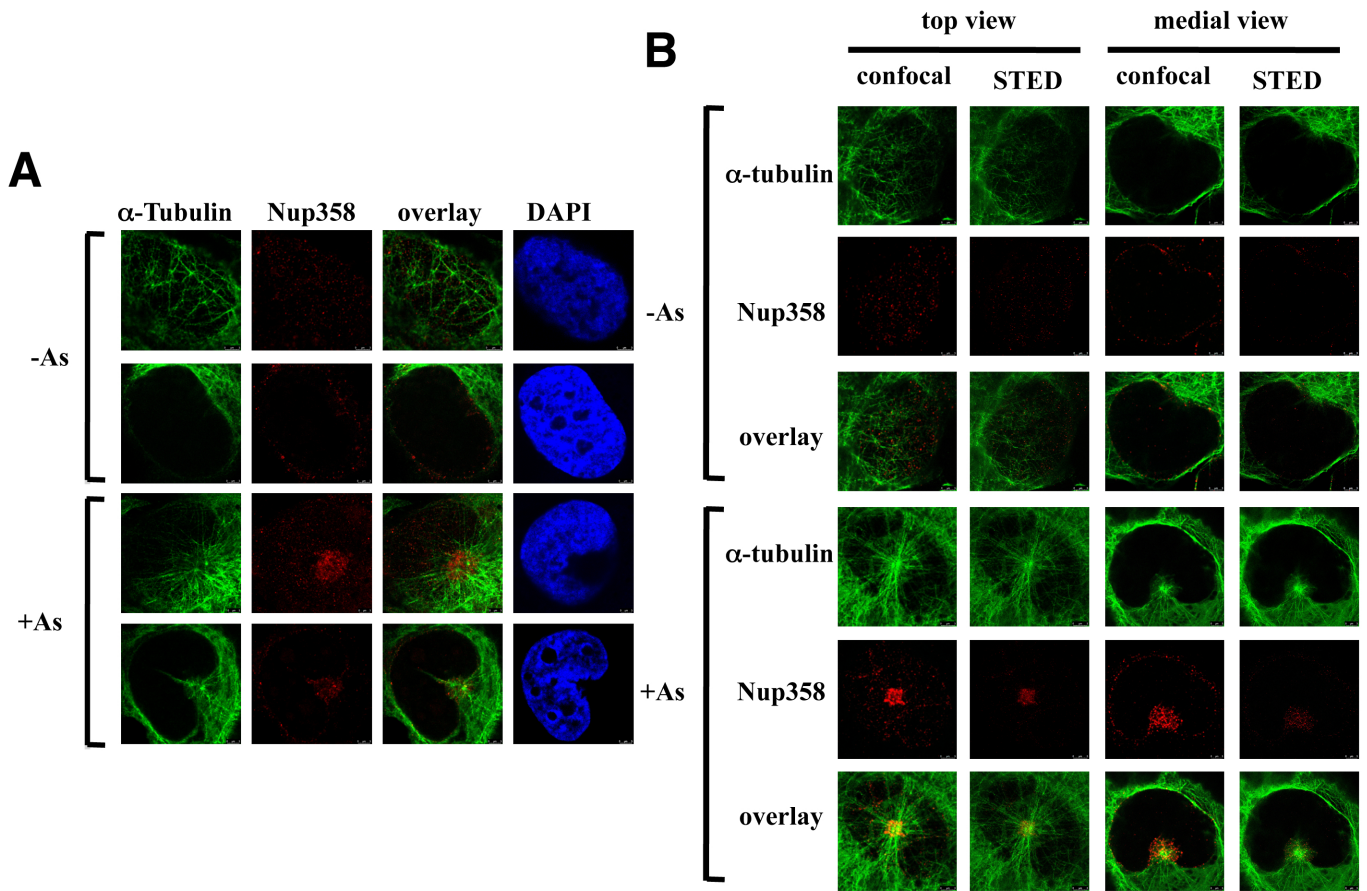 A
α-Tubulin Nup358 overlay DAPI
-As
+As
B
top view medial view
confocal STED confocal STED
α-tubulin
-As Nup358
overlay
α-tubulin
+As Nup358
overlay